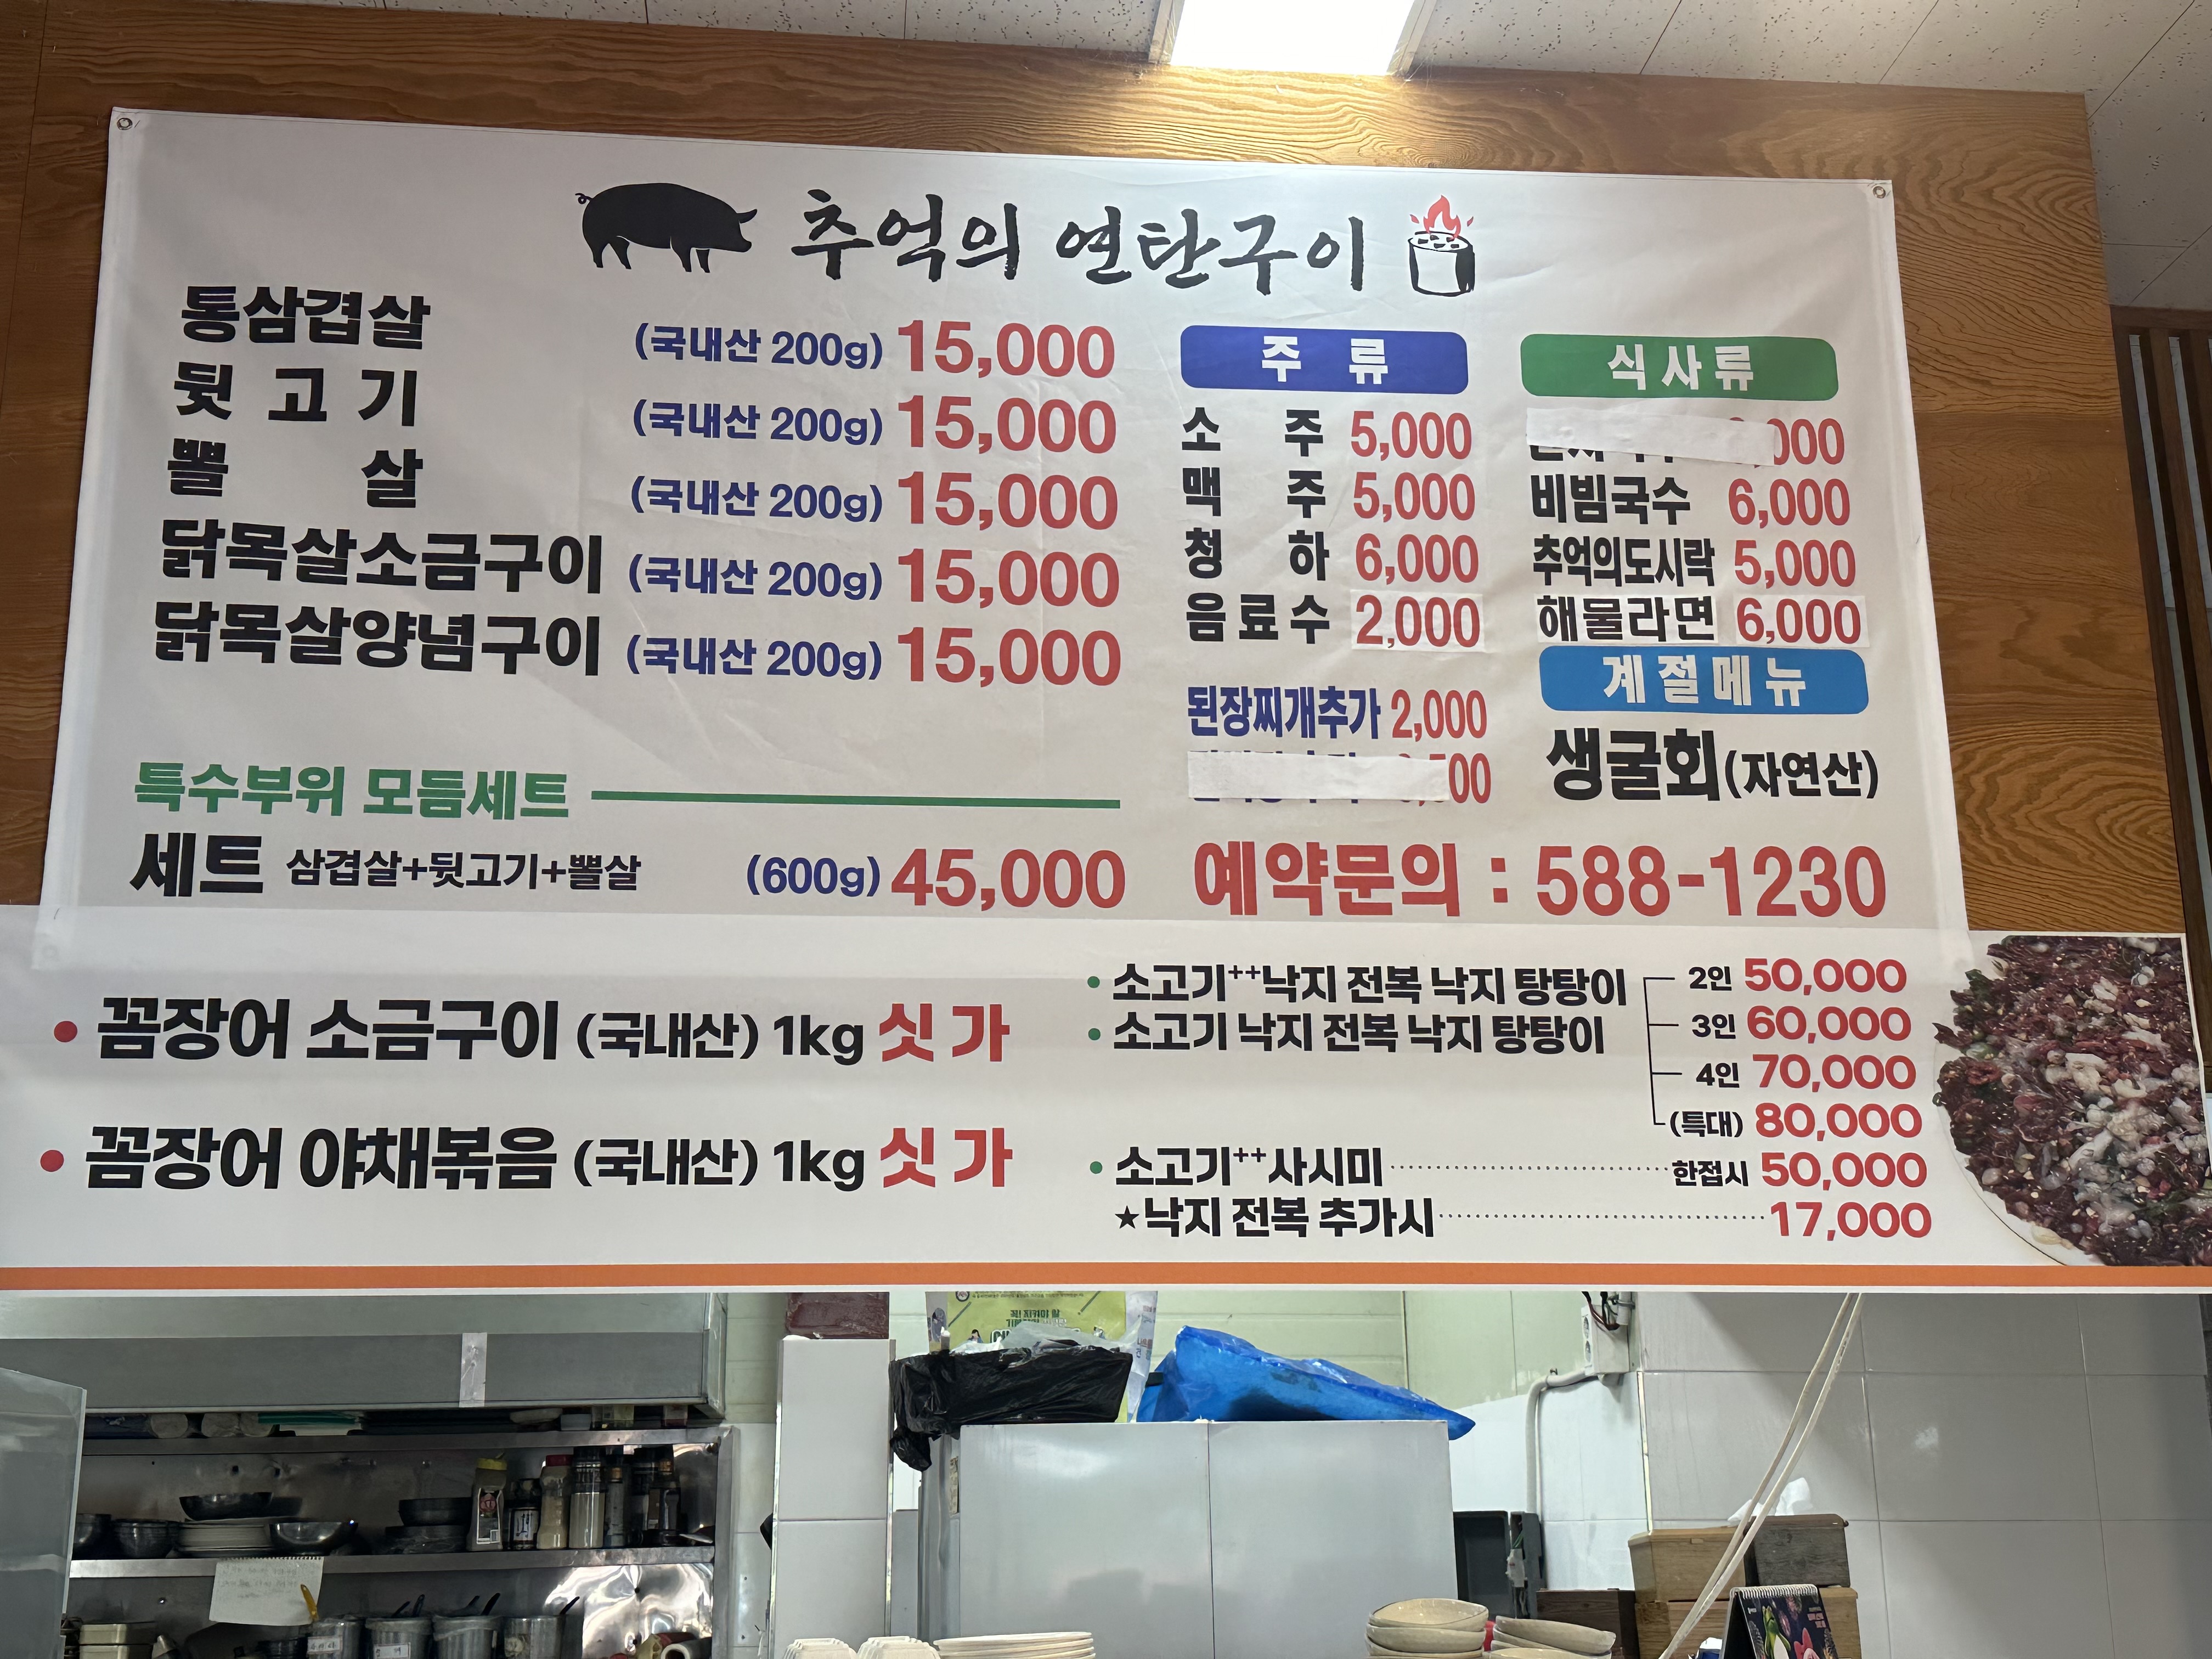 추억의 연탄구이
통삼겹살 (국내산 200g) 15,000
뒷고기 (국내산 200g) 15,000
뽈살 (국내산 200g) 15,000
닭목살소금구이 (국내산 200g) 15,000
닭목살양념구이 (국내산 200g) 15,000
특수부위 모듬세트
세트 삼겹살+뒷고기+뽈살 (600g) 45,000
주류
소주 5,000
맥주 5,000
청하 6,000
음료수 2,000
된장찌개추가 2,000
식사류
비빔국수 6,000
추억의도시락 5,000
해물라면 6,000
계절메뉴
생굴회(자연산)
예약문의 : 588-1230
• 꼼장어 소금구이 (국내산) 1kg 싯가
• 꼼장어 야채볶음 (국내산) 1kg 싯가
• 소고기++낙지 전복 낙지 탕탕이
• 소고기 낙지 전복 낙지 탕탕이
2인 50,000
3인 60,000
4인 70,000
(특대) 80,000
• 소고기++사시미 한접시 50,000
★낙지 전복 추가시 17,000